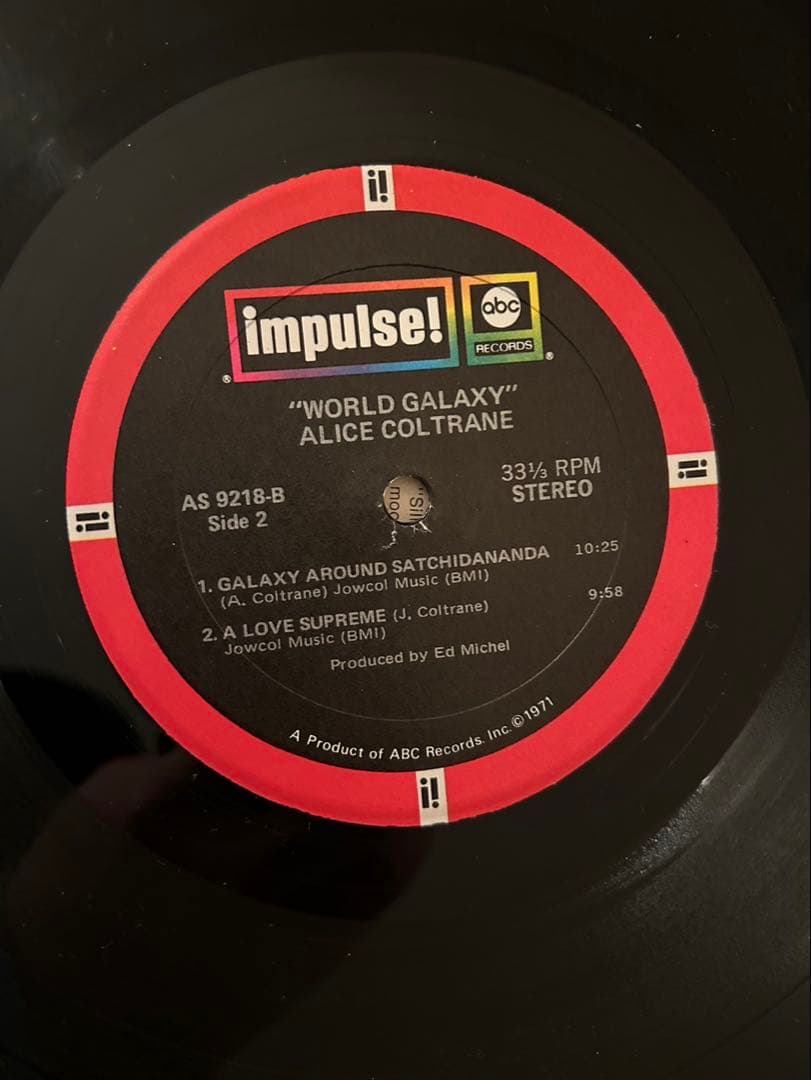 i!
impulse!
®
abc
RECORDS
®
"WORLD GALAXY"
ALICE COLTRANE
33⅓ RPM
STEREO
AS 9218-B
Side 2
i!
i!
"Sil
moo
1. GALAXY AROUND SATCHIDANANDA 10:25
(A. Coltrane) Jowcol Music (BMI)
2. A LOVE SUPREME (J. Coltrane) 9:58
Jowcol Music (BMI)
Produced by Ed Michel
A Product of ABC Records, Inc. © 1971
i!